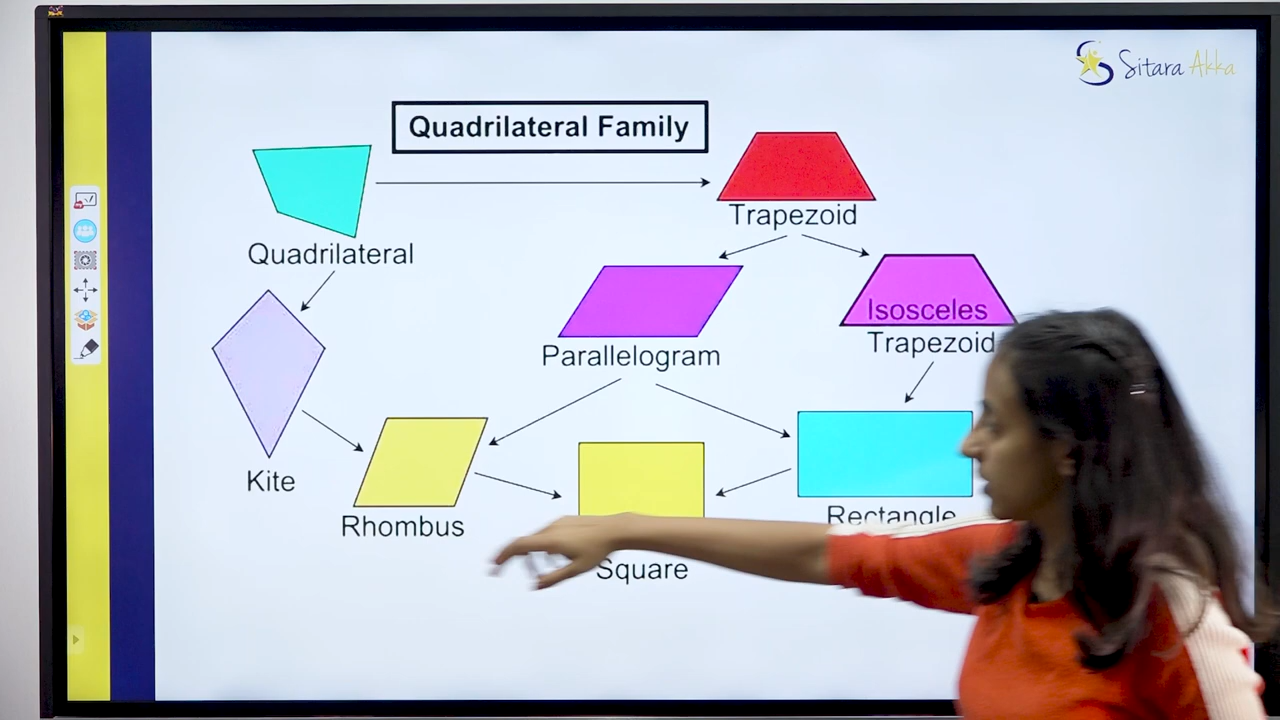 Sitara Akka
Quadrilateral Family
Trapezoid
Quadrilateral
Isosceles
Trapezoid
Parallelogram
Kite
Rhombus
Rectangle
Square